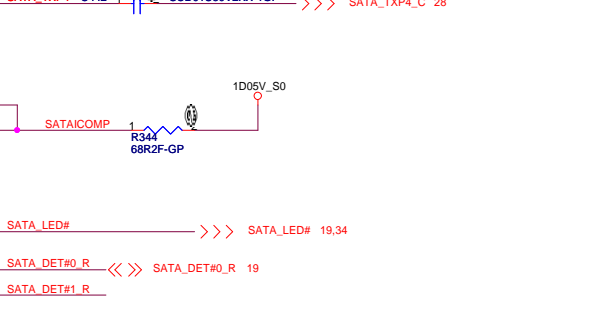 SATA_TXP4_C 28
1D05V_S0
SATAICOMP
1
2
R344
68R2F-GP
SATA_LED#
SATA_LED# 19,34
SATA_DET#0_R
SATA_DET#0_R 19
SATA_DET#1_R